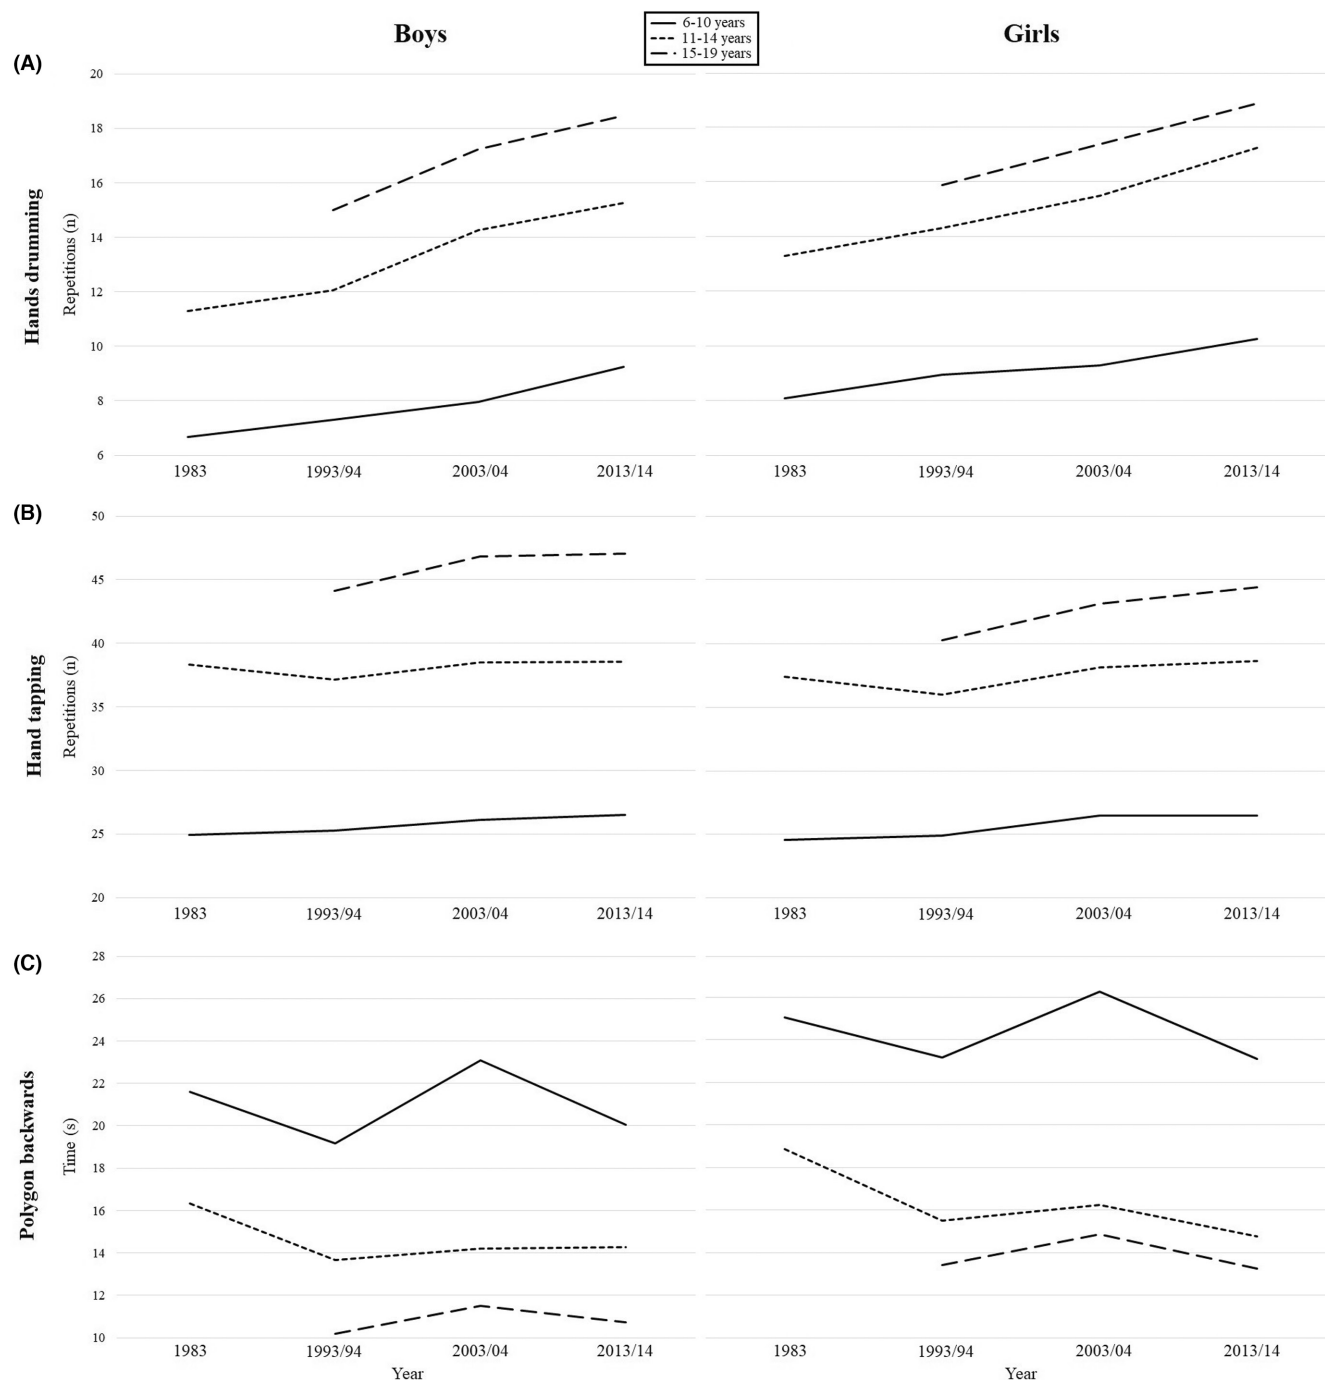 Boys
6-10 years
11-14 years
15-19 years
Girls
(A)
Hands drumming
Repetitions (n)
20
18
16
14
12
10
8
6
1983 1993/94 2003/04 2013/14
1983 1993/94 2003/04 2013/14
(B)
Hand tapping
Repetitions (n)
50
45
40
35
30
25
20
1983 1993/94 2003/04 2013/14
1983 1993/94 2003/04 2013/14
(C)
Polygon backwards
Time (s)
28
26
24
22
20
18
16
14
12
10
1983 1993/94 2003/04 2013/14
Year
1983 1993/94 2003/04 2013/14
Year